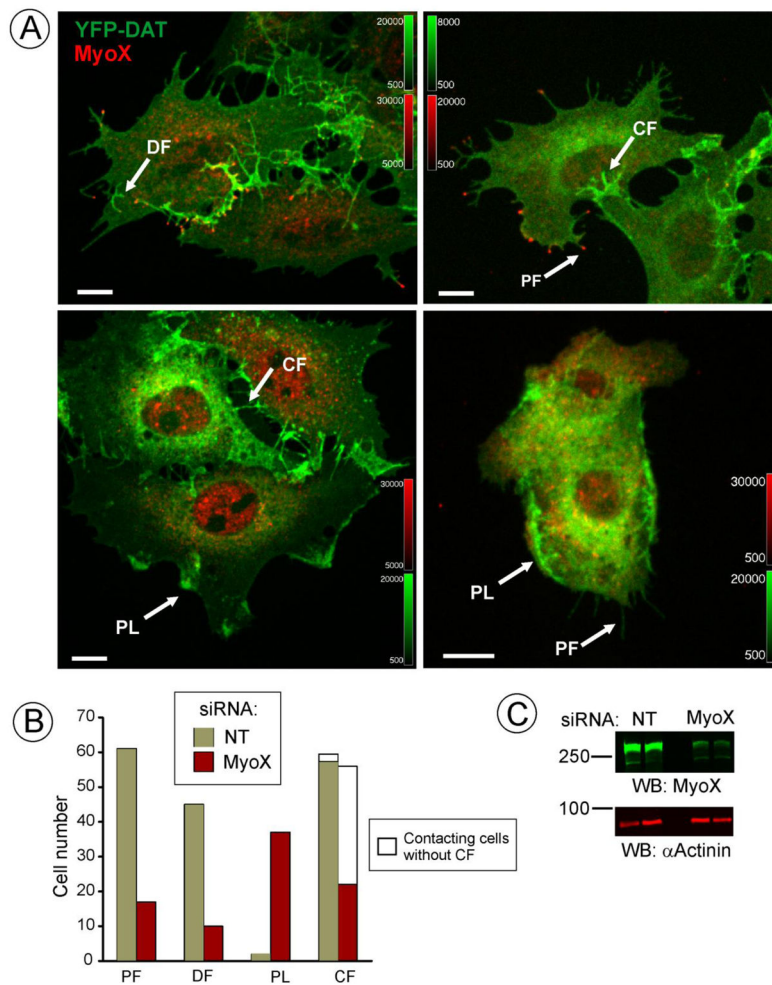 A
YFP-DAT
MyoX
DF
20000
500
30000
5000
8000
500
20000
500
CF
PF
CF
PL
30000
5000
20000
500
PL
PF
30000
5000
20000
500
B
siRNA:
NT
MyoX
Cell number
70
60
50
40
30
20
10
0
PF DF PL CF
Contacting cells
without CF
C
siRNA: NT MyoX
250
WB: MyoX
100
WB: αActinin